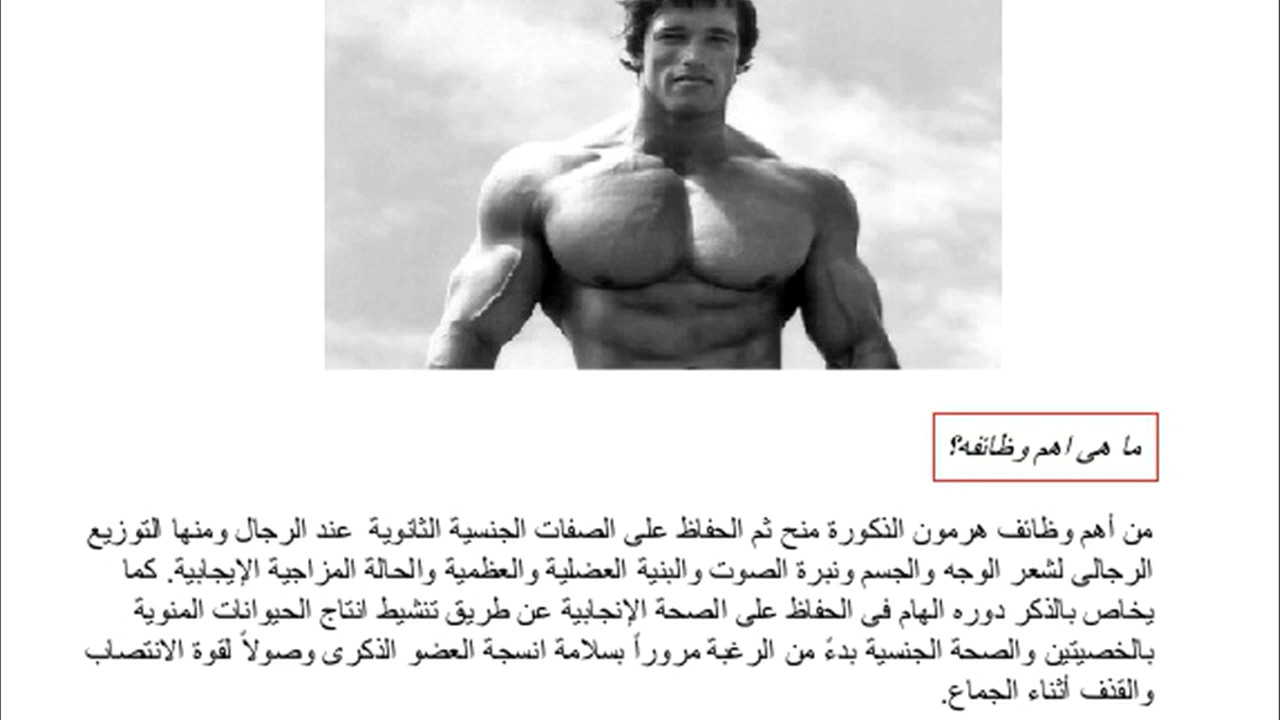 ما هى اهم وظائفه؟
من أهم وظائف هرمون الذكورة منح ثم الحفاظ على الصفات الجنسية الثانوية عند الرجال ومنها التوزيع
الرجالى لشعر الوجه والجسم ونبرة الصوت والبنية العضلية والعظمية والحالة المزاجية الإيجابية. كما
يخاص بالذكر دوره الهام فى الحفاظ على الصحة الإنجابية عن طريق تنشيط انتاج الحيوانات المنوية
بالخصيتين والصحة الجنسية بدءً من الرغبة مروراً بسلامة انسجة العضو الذكرى وصولاً لقوة الانتصاب
والقذف أثناء الجماع.